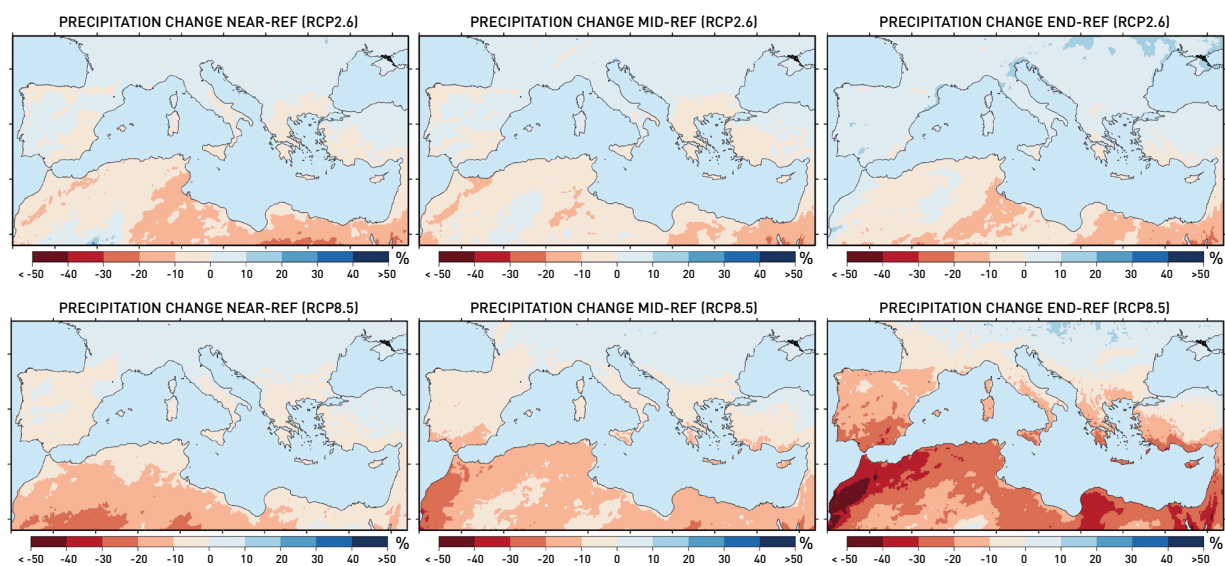 PRECIPITATION CHANGE NEAR-REF (RCP2.6)
PRECIPITATION CHANGE MID-REF (RCP2.6)
PRECIPITATION CHANGE END-REF (RCP2.6)
%
< -50 -40 -30 -20 -10 0 10 20 30 40 >50
%
< -50 -40 -30 -20 -10 0 10 20 30 40 >50
%
< -50 -40 -30 -20 -10 0 10 20 30 40 >50
PRECIPITATION CHANGE NEAR-REF (RCP8.5)
PRECIPITATION CHANGE MID-REF (RCP8.5)
PRECIPITATION CHANGE END-REF (RCP8.5)
%
< -50 -40 -30 -20 -10 0 10 20 30 40 >50
%
< -50 -40 -30 -20 -10 0 10 20 30 40 >50
%
< -50 -40 -30 -20 -10 0 10 20 30 40 >50